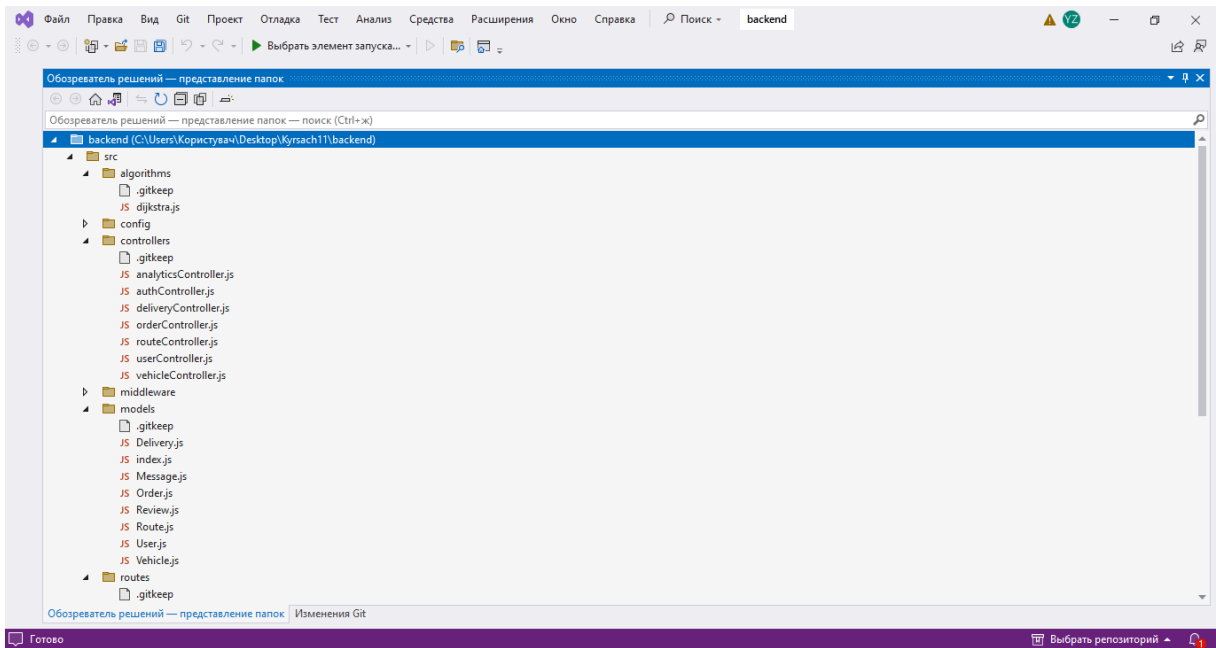 Файл Правка Вид Git Проект Отладка Тест Анализ Средства Расширения Окно Справка Поиск backend YZ
Выбрать элемент запуска...
Обозреватель решений — представление папок
Обозреватель решений — представление папок — поиск (Ctrl+ж)
backend (C:\Users\Користувач\Desktop\Kyrsach11\backend)
src
algorithms
.gitkeep
JS dijkstra.js
config
controllers
.gitkeep
JS analyticsController.js
JS authController.js
JS deliveryController.js
JS orderController.js
JS routeController.js
JS userController.js
JS vehicleController.js
middleware
models
.gitkeep
JS Delivery.js
JS index.js
JS Message.js
JS Order.js
JS Review.js
JS Route.js
JS User.js
JS Vehicle.js
routes
.gitkeep
Обозреватель решений — представление папок Изменения Git
Готово Выбрать репозиторий 1